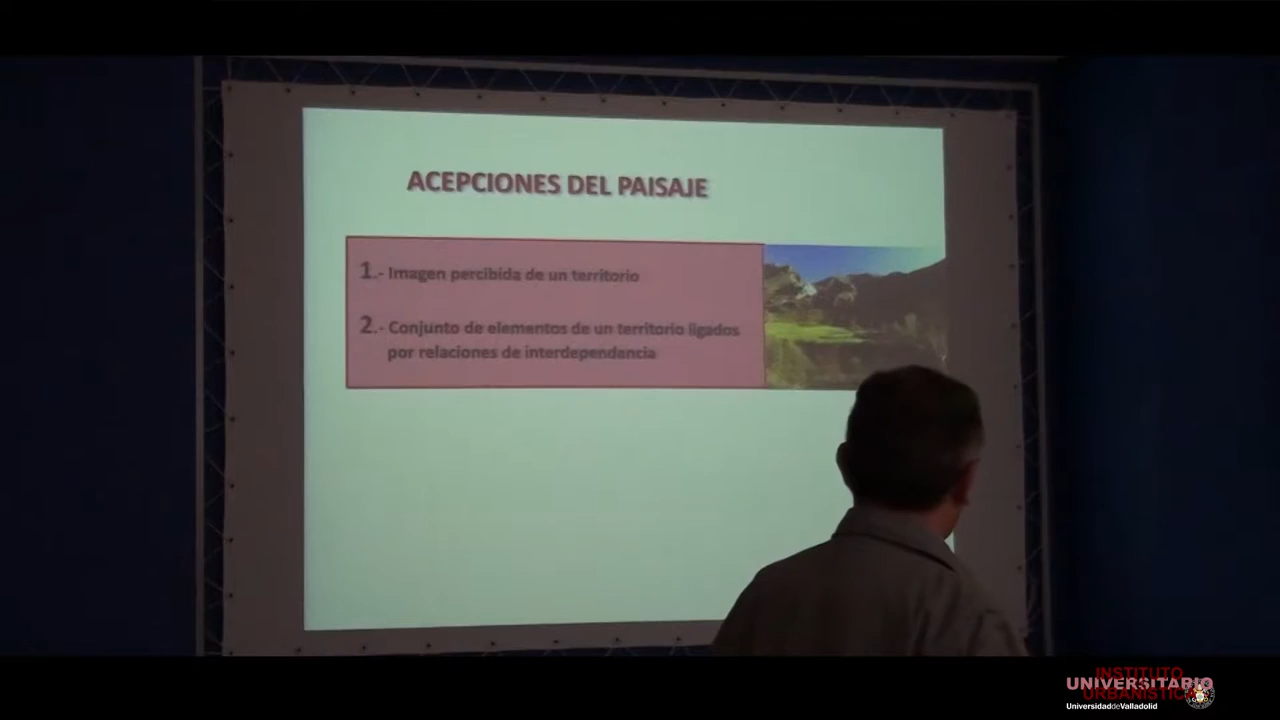 ACEPCIONES DEL PAISAJE
1.- Imagen percibida de un territorio
2.- Conjunto de elementos de un territorio ligados
por relaciones de interdependancia
INSTITUTO
UNIVERSITARIO
URBANÍSTICA
UniversidaddeValladolid